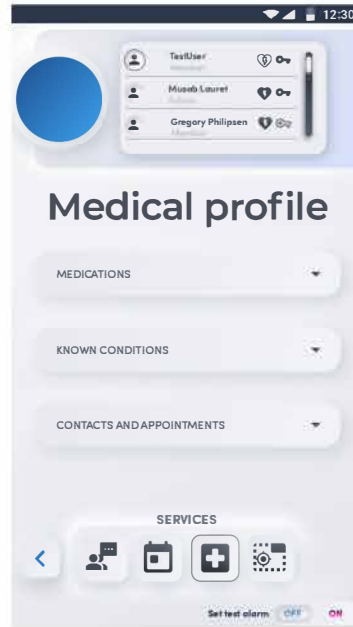 12:30
TestUser
Musab Lauret
Gregory Philipsen
Medical profile
MEDICATIONS
KNOWN CONDITIONS
CONTACTS AND APPOINTMENTS
SERVICES
Set test alarm OFF ON